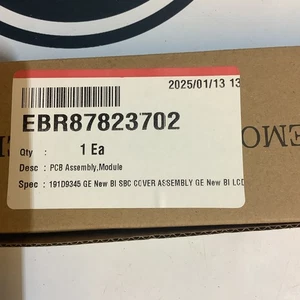 2025/01/13 13
EBR87823702
Qty : 1 Ea
Desc : PCB Assembly,Module
Spec : 191D9345 GE New BI SBC COVER ASSEMBLY GE New BI LCD
EMO